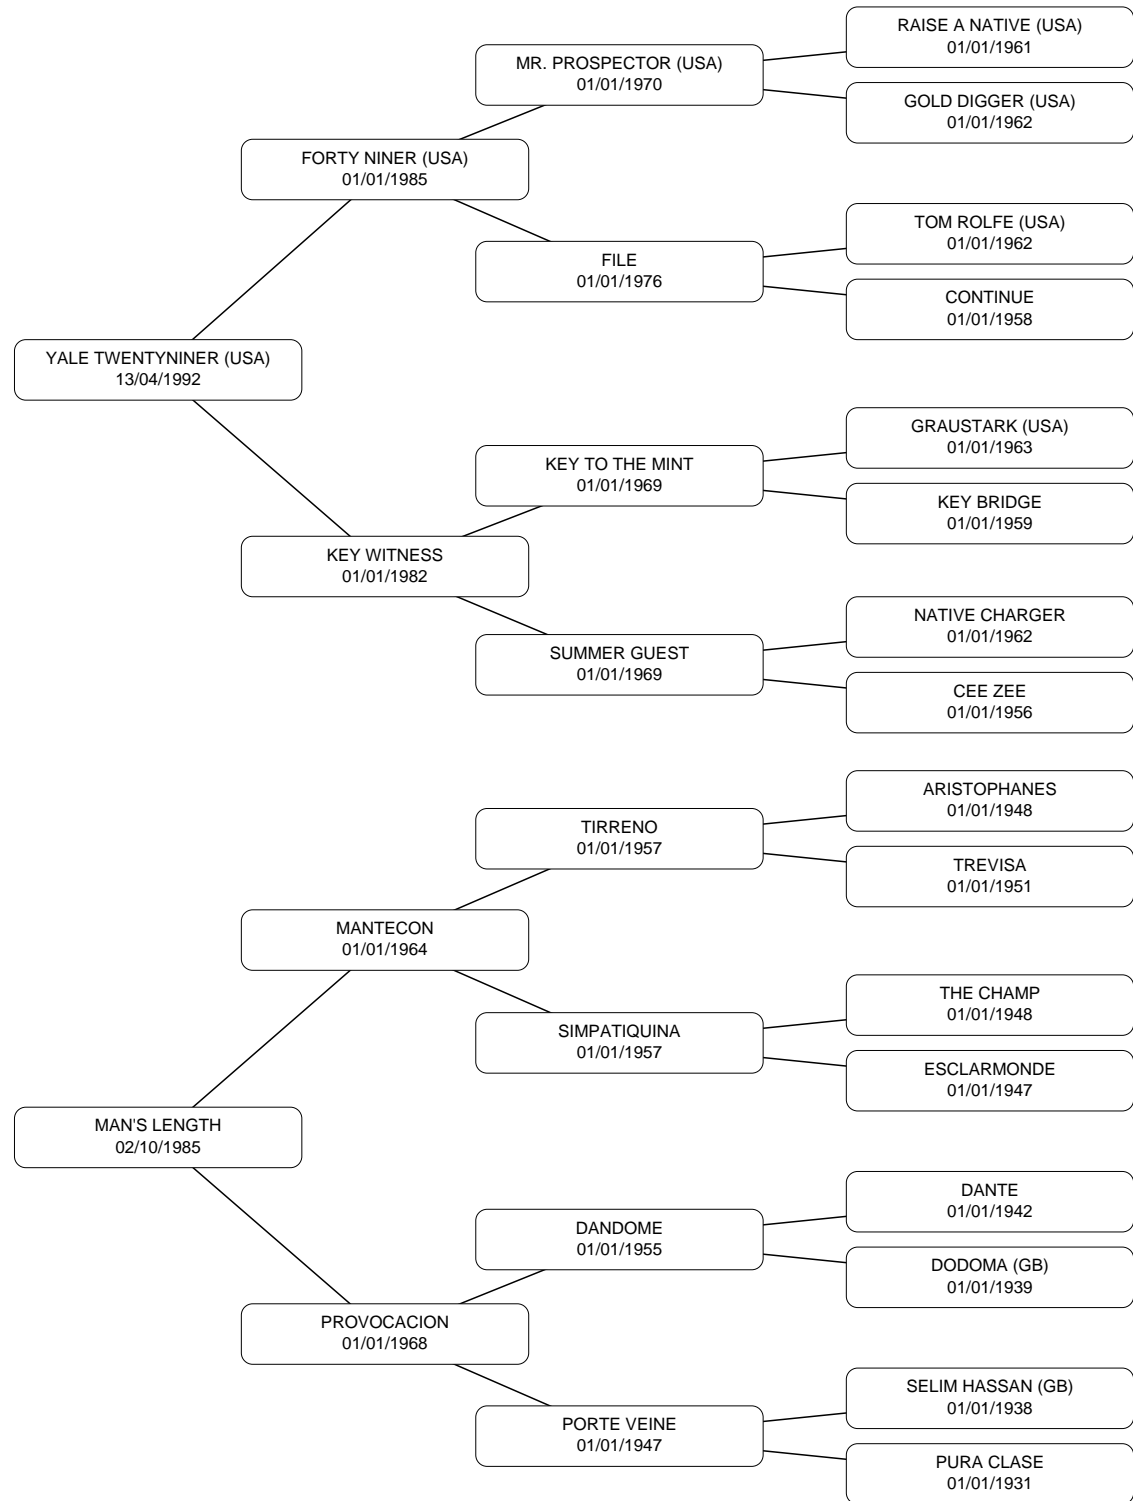 RAISE A NATIVE (USA)
01/01/1961
MR. PROSPECTOR (USA)
01/01/1970
GOLD DIGGER (USA)
01/01/1962
FORTY NINER (USA)
01/01/1985
TOM ROLFE (USA)
01/01/1962
FILE
01/01/1976
CONTINUE
01/01/1958
YALE TWENTYNINER (USA)
13/04/1992
GRAUSTARK (USA)
01/01/1963
KEY TO THE MINT
01/01/1969
KEY BRIDGE
01/01/1959
KEY WITNESS
01/01/1982
NATIVE CHARGER
01/01/1962
SUMMER GUEST
01/01/1969
CEE ZEE
01/01/1956
ARISTOPHANES
01/01/1948
TIRRENO
01/01/1957
TREVISA
01/01/1951
MANTECON
01/01/1964
THE CHAMP
01/01/1948
SIMPATIQUINA
01/01/1957
ESCLARMONDE
01/01/1947
MAN'S LENGTH
02/10/1985
DANTE
01/01/1942
DANDOME
01/01/1955
DODOMA (GB)
01/01/1939
PROVOCACION
01/01/1968
SELIM HASSAN (GB)
01/01/1938
PORTE VEINE
01/01/1947
PURA CLASE
01/01/1931